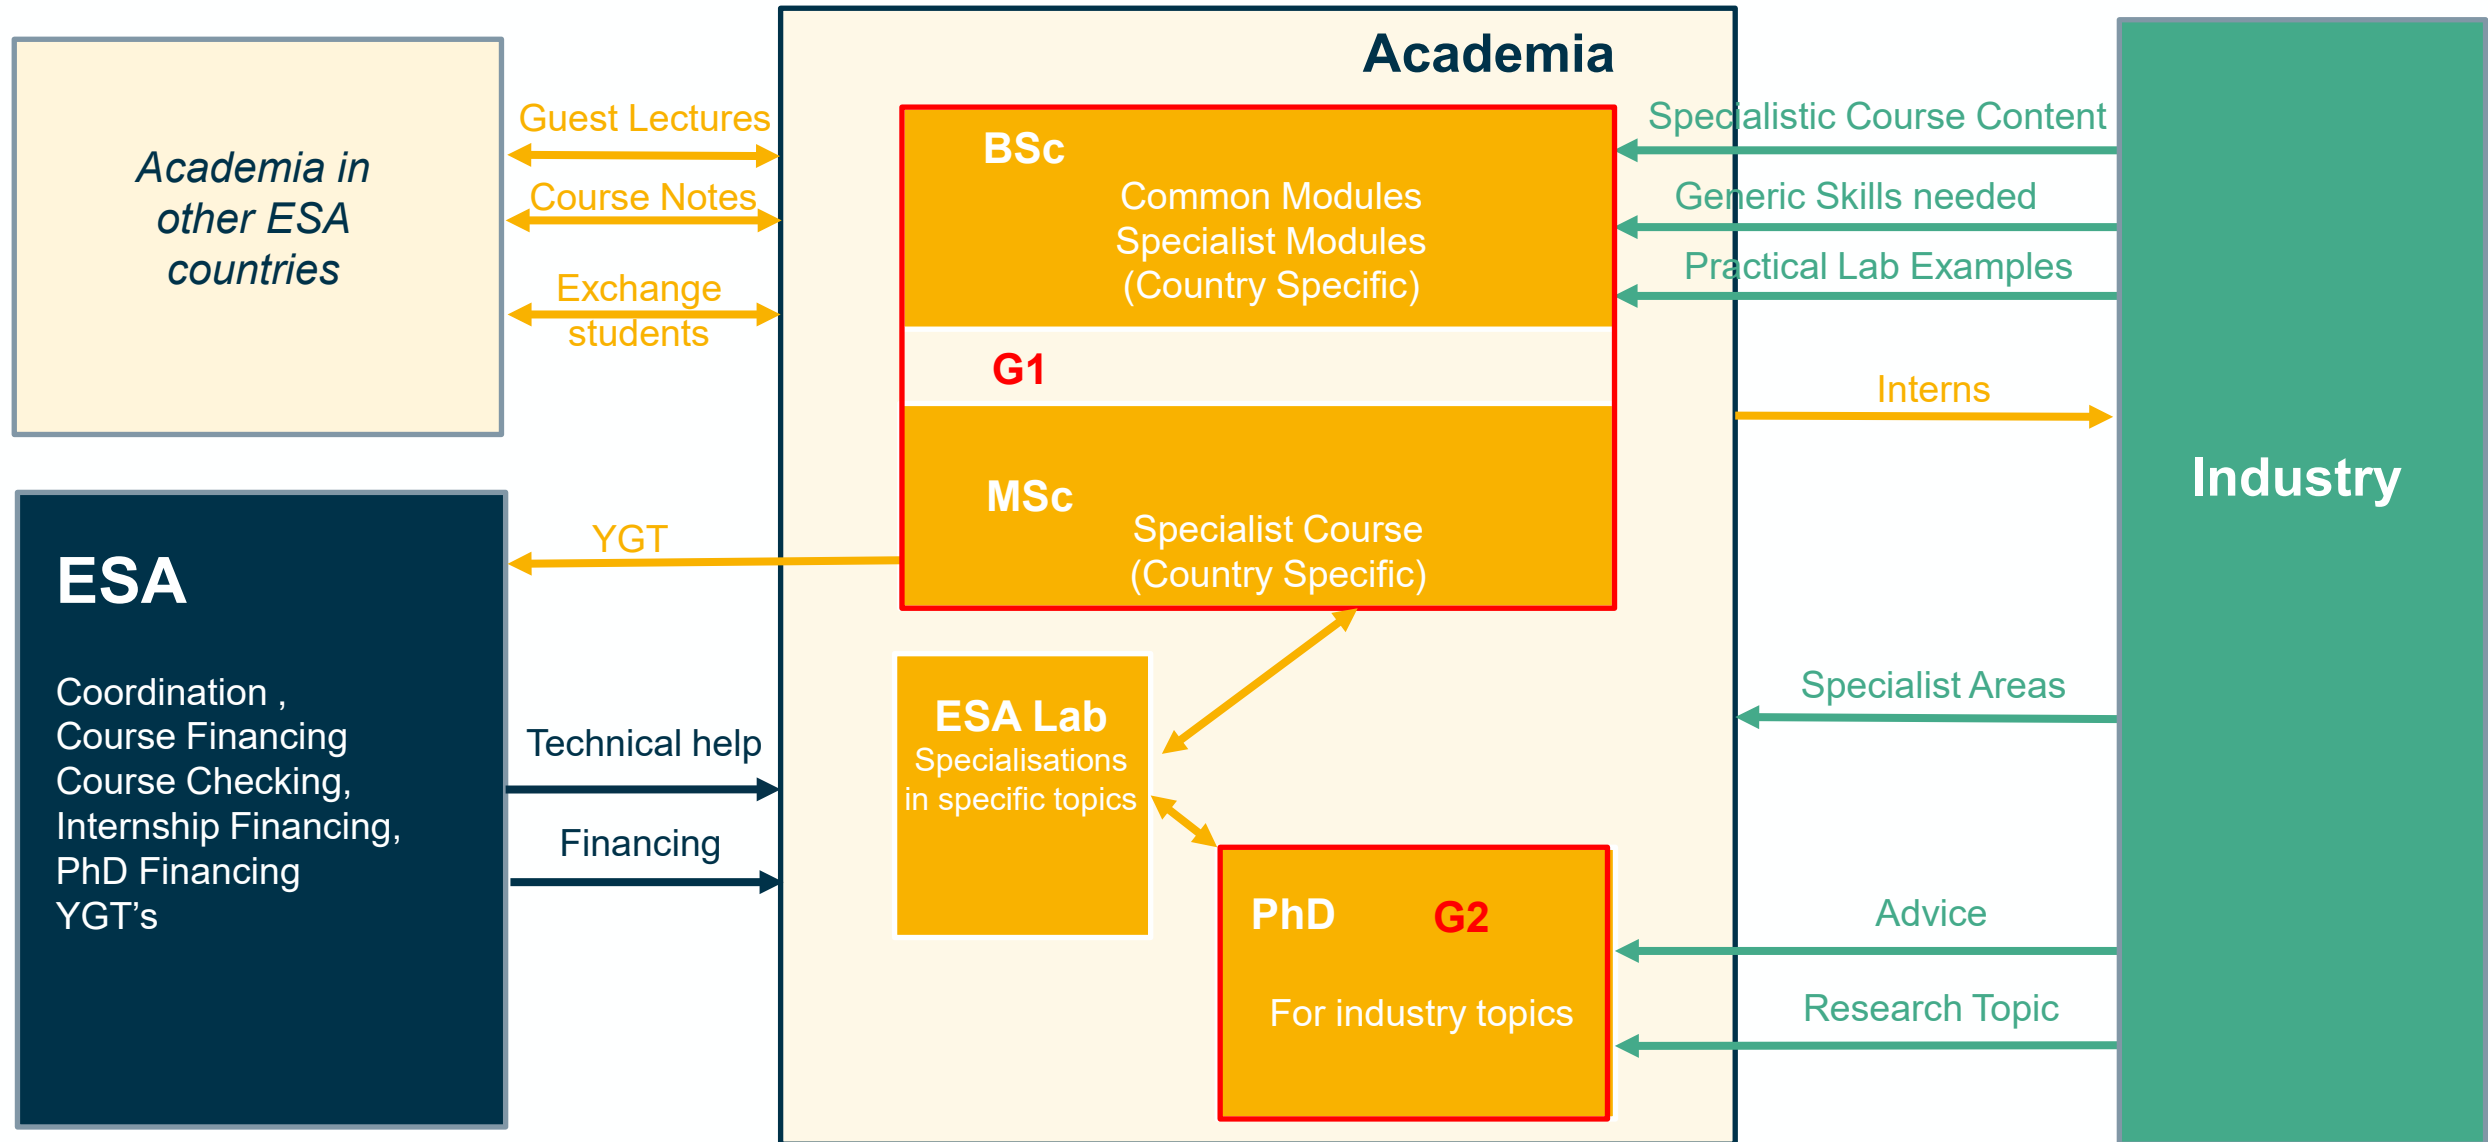 Academia in
other ESA
countries
Guest Lectures
Course Notes
Exchange
students
ESA
Coordination ,
Course Financing
Course Checking,
Internship Financing,
PhD Financing
YGT’s
YGT
Technical help
Financing
Academia
BSc
Common Modules
Specialist Modules
(Country Specific)
G1
MSc
Specialist Course
(Country Specific)
ESA Lab
Specialisations
in specific topics
PhD
G2
For industry topics
Specialistic Course Content
Generic Skills needed
Practical Lab Examples
Interns
Specialist Areas
Advice
Research Topic
Industry